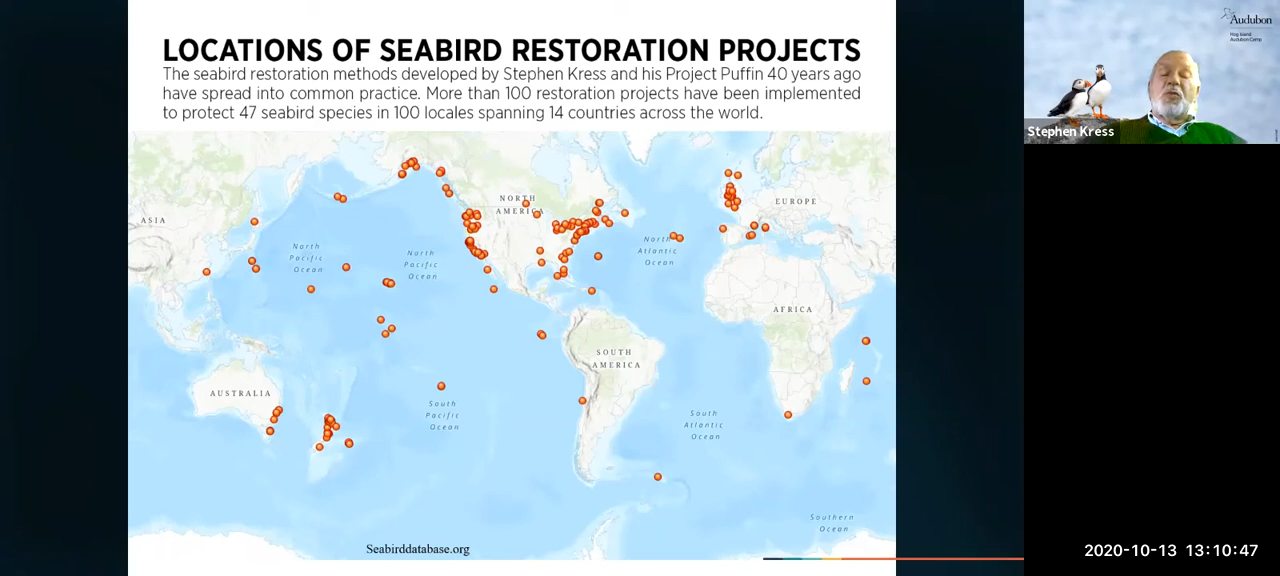 LOCATIONS OF SEABIRD RESTORATION PROJECTS
The seabird restoration methods developed by Stephen Kress and his Project Puffin 40 years ago
have spread into common practice. More than 100 restoration projects have been implemented
to protect 47 seabird species in 100 locales spanning 14 countries across the world.
Audubon
Hog Island
Audubon Camp
Stephen Kress
ASIA
North
Pacific
Ocean
North
Pacific
Ocean
NORTH
AMERICA
North
Atlantic
Ocean
EUROPE
AFRICA
SOUTH
AMERICA
AUSTRALIA
South
Pacific
Ocean
South
Atlantic
Ocean
Southern
Ocean
Seabirddatabase.org
2020-10-13 13:10:47